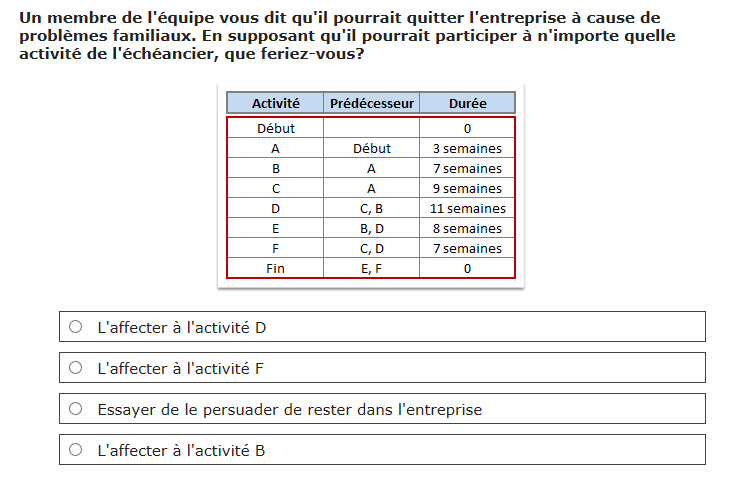 Un membre de l'équipe vous dit qu'il pourrait quitter l'entreprise à cause de
problèmes familiaux. En supposant qu'il pourrait participer à n'importe quelle
activité de l'échéancier, que feriez-vous?
Activité Prédécesseur Durée
Début 0
A Début 3 semaines
B A 7 semaines
C A 9 semaines
D C, B 11 semaines
E B, D 8 semaines
F C, D 7 semaines
Fin E, F 0
L'affecter à l'activité D
L'affecter à l'activité F
Essayer de le persuader de rester dans l'entreprise
L'affecter à l'activité B